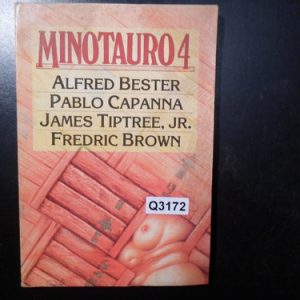 MINOTAURO 4
ALFRED BESTER
PABLO CAPANNA
JAMES TIPTREE, JR.
FREDRIC BROWN
Q3172